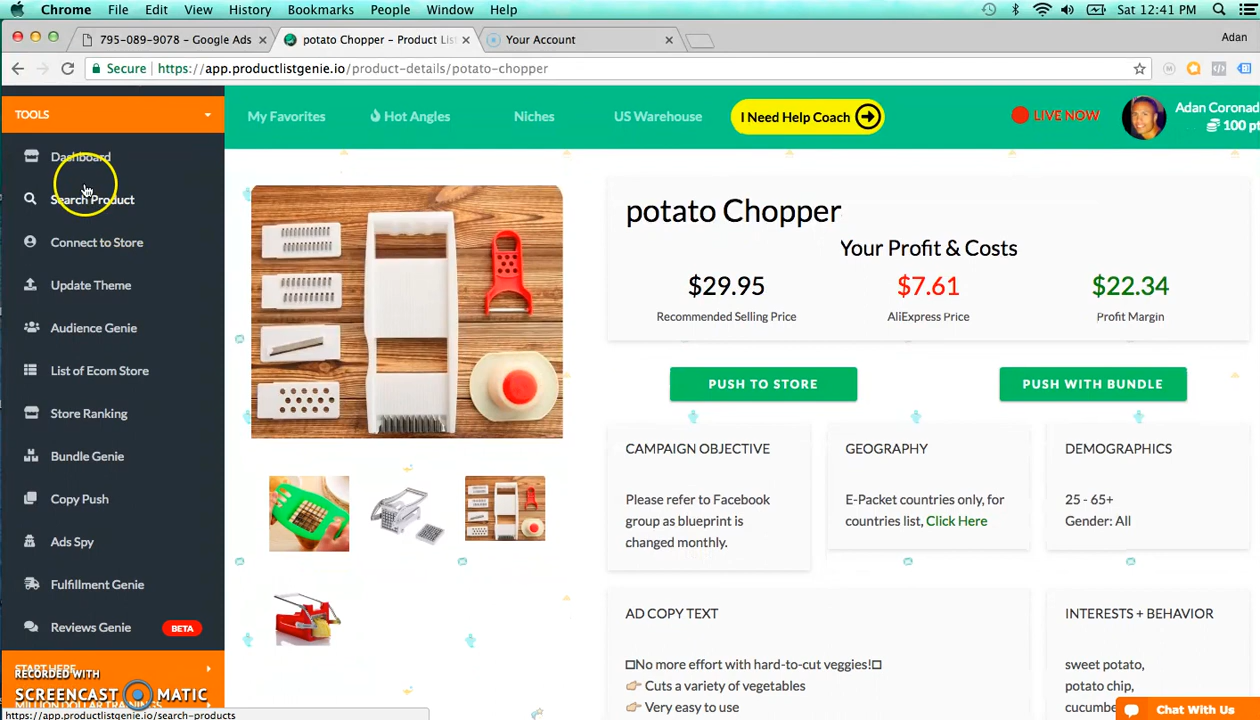 Chrome File Edit View History Bookmarks People Window Help Sat 12:41 PM
795-089-9078 - Google Ads × potato Chopper - Product Lis × Your Account × Adan
Secure https://app.productlistgenie.io/product-details/potato-chopper
TOOLS
Dashboard
Search Product
Connect to Store
Update Theme
Audience Genie
List of Ecom Store
Store Ranking
Bundle Genie
Copy Push
Ads Spy
Fulfillment Genie
Reviews Genie BETA
START HERE
RECORDED WITH
SCREENCAST MATIC
MILLION DOLLAR TRAININGS
https://app.productlistgenie.io/search-products
My Favorites Hot Angles Niches US Warehouse I Need Help Coach LIVE NOW Adan Coronad
100 pt
potato Chopper
Your Profit & Costs
$29.95 $7.61 $22.34
Recommended Selling Price AliExpress Price Profit Margin
PUSH TO STORE PUSH WITH BUNDLE
CAMPAIGN OBJECTIVE
Please refer to Facebook
group as blueprint is
changed monthly.
GEOGRAPHY
E-Packet countries only, for
countries list, Click Here
DEMOGRAPHICS
25 - 65+
Gender: All
AD COPY TEXT
□No more effort with hard-to-cut veggies!□
👉 Cuts a variety of vegetables
👉 Very easy to use
INTERESTS + BEHAVIOR
sweet potato,
potato chip,
cucumbe
Chat With Us